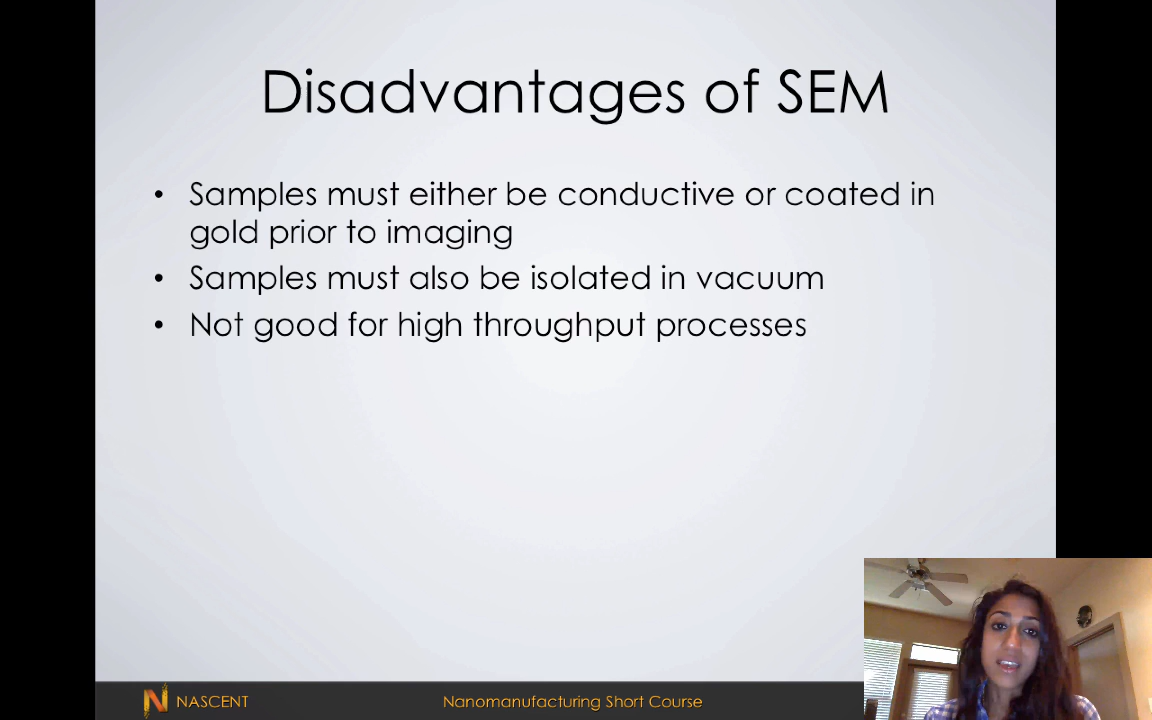 Disadvantages of SEM
• Samples must either be conductive or coated in
gold prior to imaging
• Samples must also be isolated in vacuum
• Not good for high throughput processes
N NASCENT
Nanomanufacturing Short Course